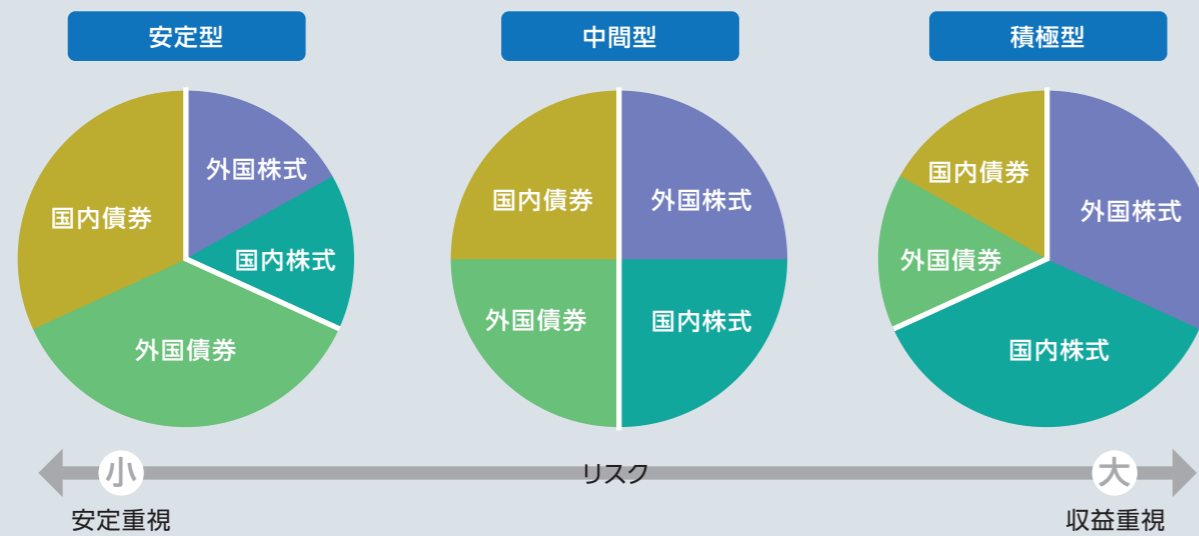 安定型
中間型
積極型
外国株式
国内株式
外国債券
国内債券
外国株式
国内株式
外国債券
国内債券
外国株式
国内株式
外国債券
国内債券
小
リスク
大
安定重視
収益重視